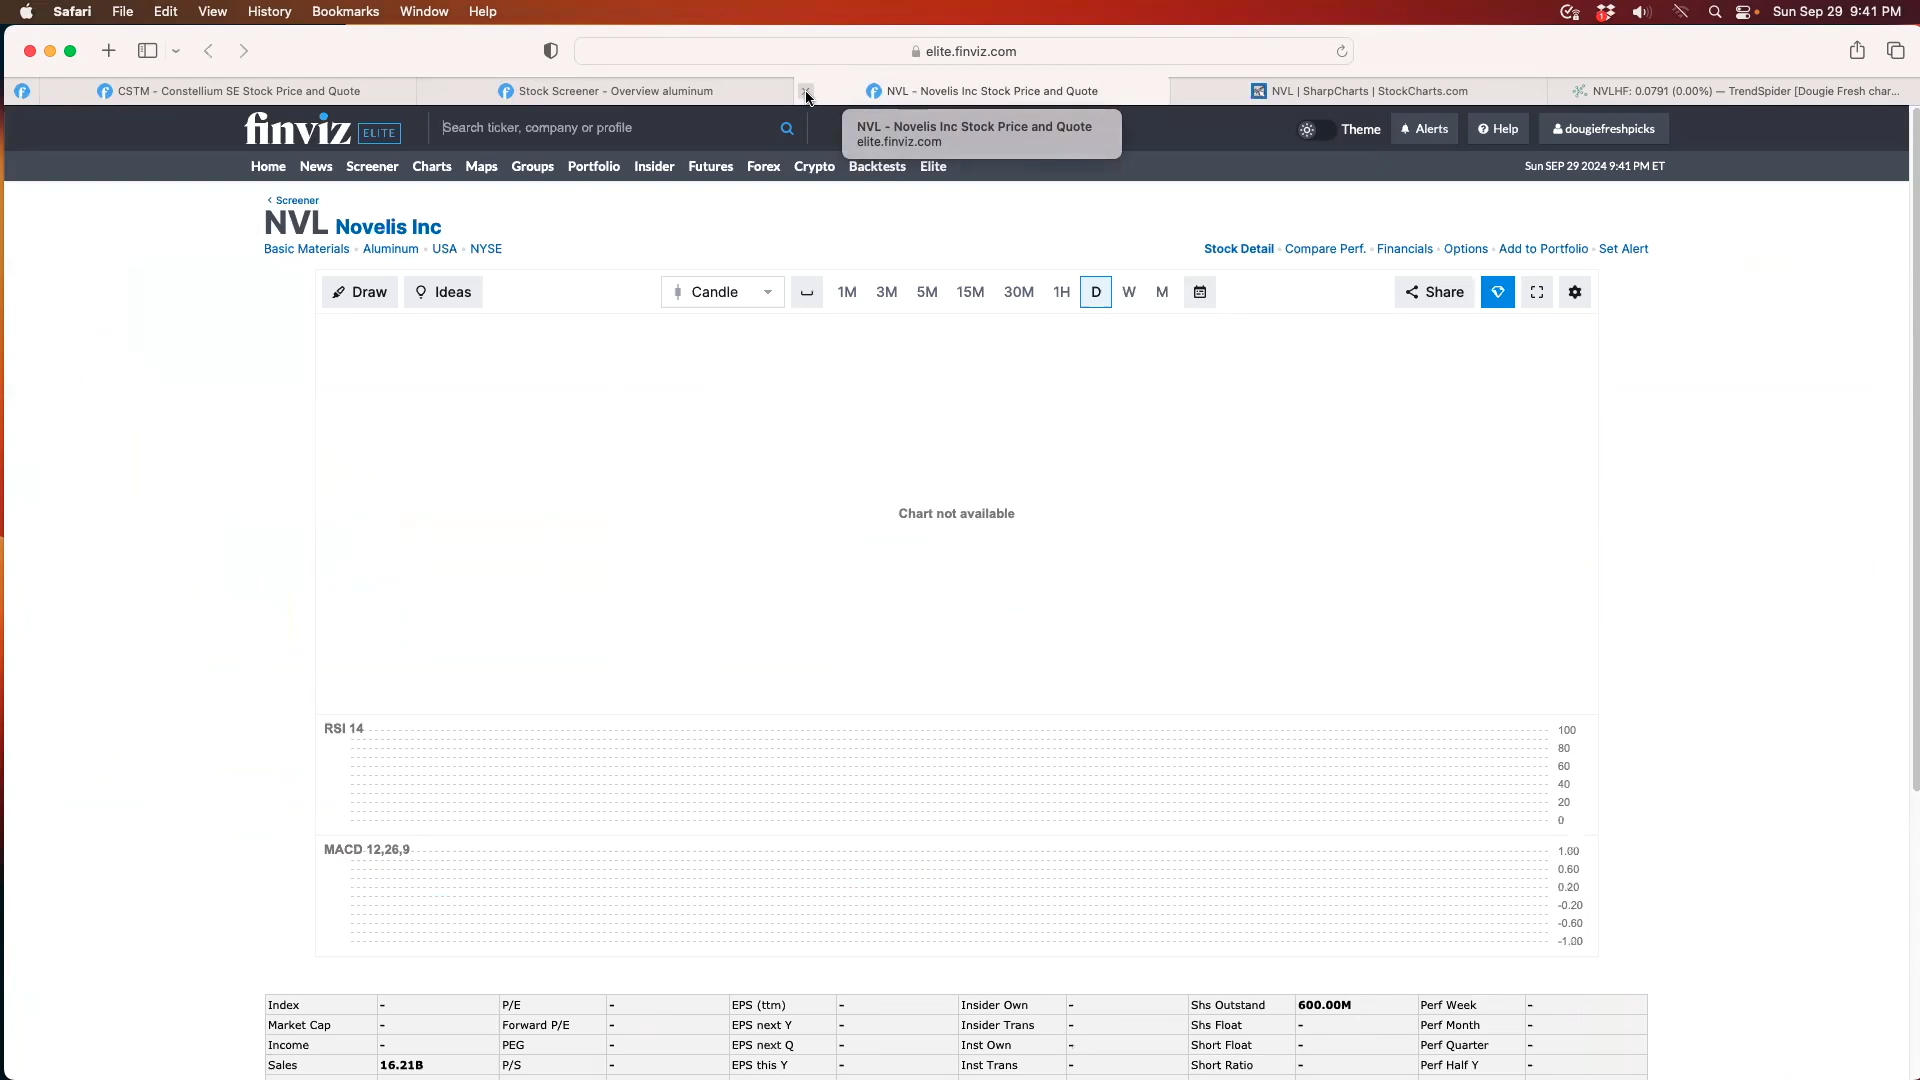 Safari File Edit View History Bookmarks Window Help Sun Sep 29 9:41 PM
elite.finviz.com
CSTM - Constellium SE Stock Price and Quote Stock Screener - Overview aluminum NVL - Novelis Inc Stock Price and Quote NVL | SharpCharts | StockCharts.com NVLHF: 0.0791 (0.00%) — TrendSpider [Dougie Fresh char...
finviz ELITE Search ticker, company or profile Theme Alerts Help dougiefreshpicks
NVL - Novelis Inc Stock Price and Quote
elite.finviz.com
Home News Screener Charts Maps Groups Portfolio Insider Futures Forex Crypto Backtests Elite Sun SEP 29 2024 9:41 PM ET
‹ Screener
NVL Novelis Inc
Basic Materials • Aluminum • USA • NYSE Stock Detail • Compare Perf. • Financials • Options • Add to Portfolio • Set Alert
Draw Ideas Candle 1M 3M 5M 15M 30M 1H D W M Share
Chart not available
RSI 14
100
80
60
40
20
0
MACD 12,26,9
1.00
0.60
0.20
-0.20
-0.60
-1.00
Index - P/E - EPS (ttm) - Insider Own - Shs Outstand 600.00M Perf Week -
Market Cap - Forward P/E - EPS next Y - Insider Trans - Shs Float - Perf Month -
Income - PEG - EPS next Q - Inst Own - Short Float - Perf Quarter -
Sales 16.21B P/S - EPS this Y - Inst Trans - Short Ratio - Perf Half Y -